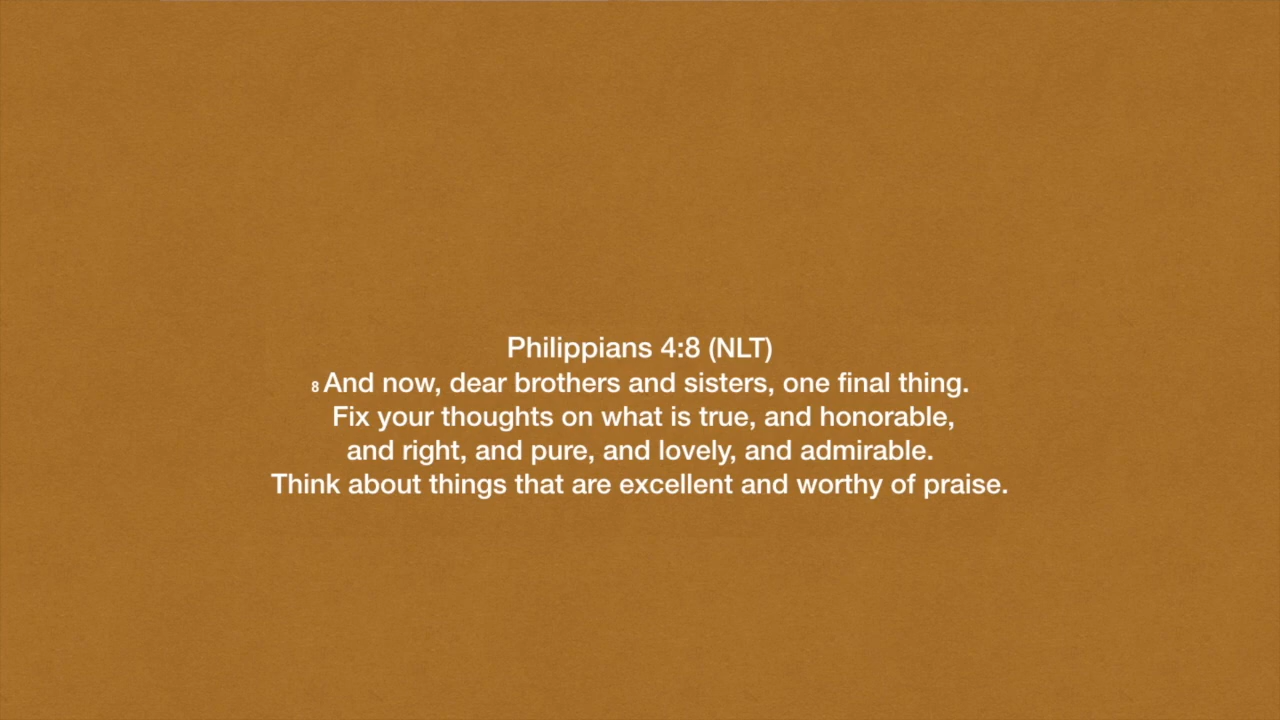 Philippians 4:8 (NLT)
8 And now, dear brothers and sisters, one final thing.
Fix your thoughts on what is true, and honorable,
and right, and pure, and lovely, and admirable.
Think about things that are excellent and worthy of praise.